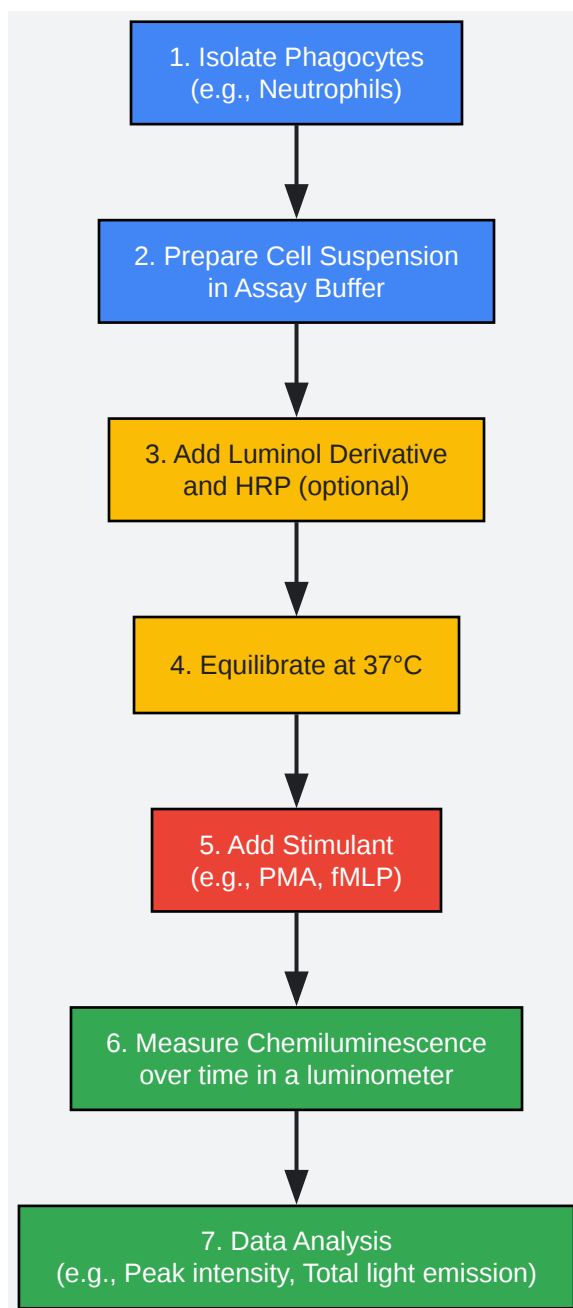 1. Isolate Phagocytes
(e.g., Neutrophils)
2. Prepare Cell Suspension
in Assay Buffer
3. Add Luminol Derivative
and HRP (optional)
4. Equilibrate at 37°C
5. Add Stimulant
(e.g., PMA, fMLP)
6. Measure Chemiluminescence
over time in a luminometer
7. Data Analysis
(e.g., Peak intensity, Total light emission)